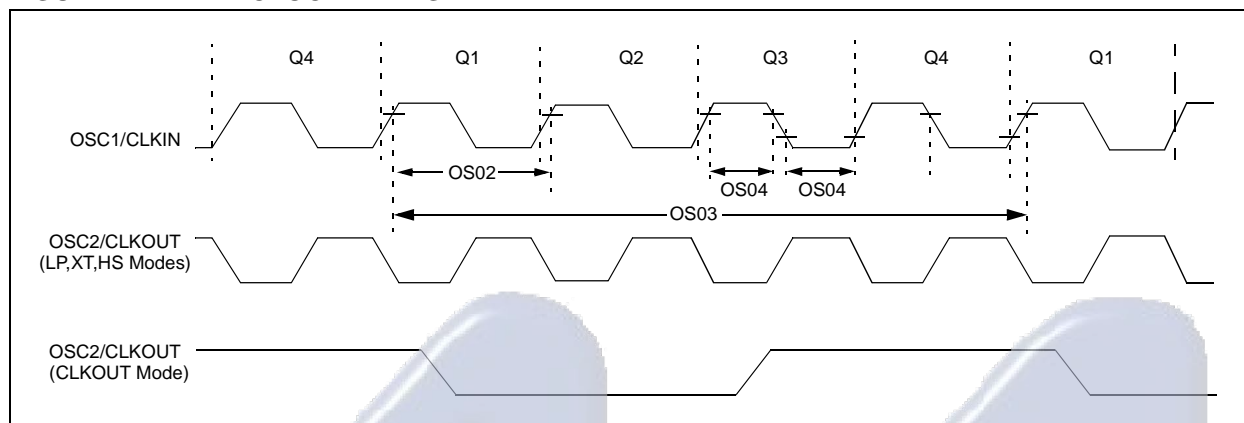 Q4 Q1 Q2 Q3 Q4 Q1
OSC1/CLKIN
OS02
OS04 OS04
OS03
OSC2/CLKOUT
(LP,XT,HS Modes)
OSC2/CLKOUT
(CLKOUT Mode)